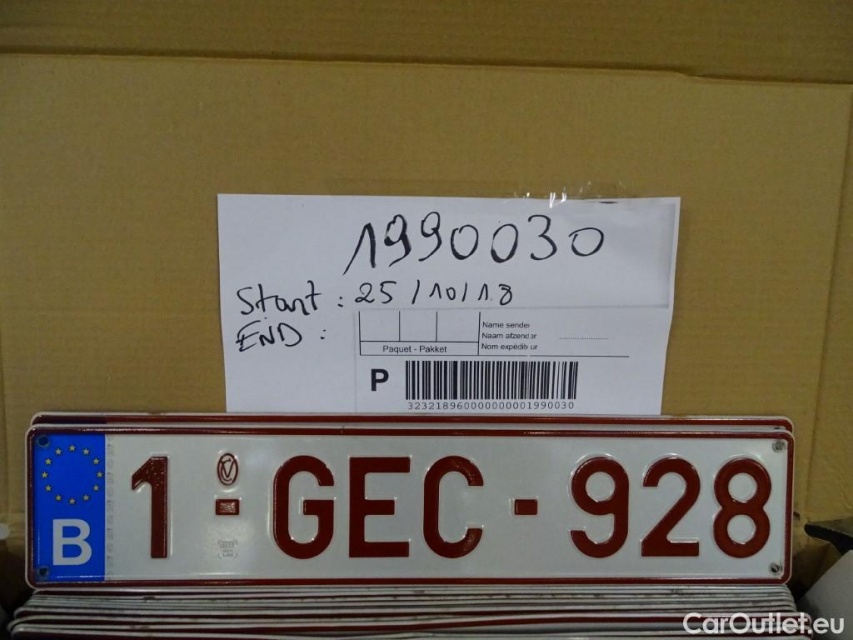 1990030
Start : 25/10/18
END :
Name sender
Naam afzender
Nom expéditeur
Paquet - Pakket
P
323218960000000001990030
B 1-GEC-928
CarOutlet.eu